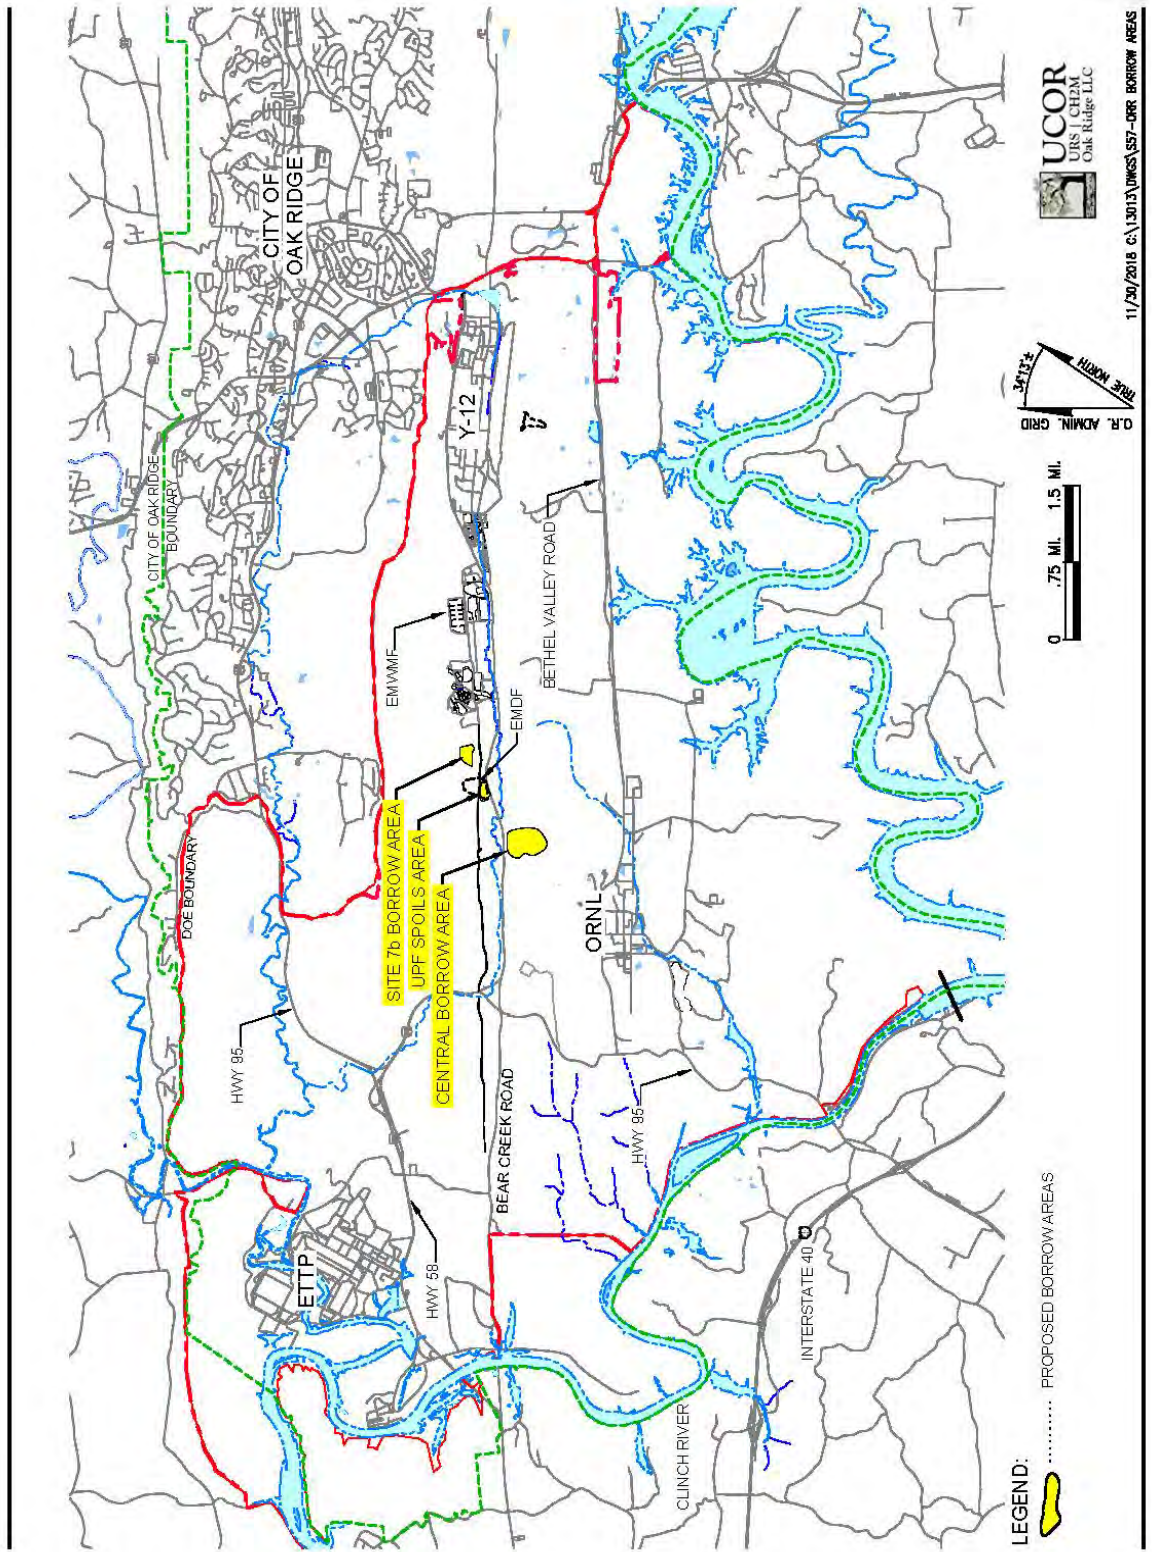 CITY OF
OAK RIDGE
CITY OF OAK RIDGE
BOUNDARY
DOE BOUNDARY
HWY 95
ETTP
HWY 58
EMWMF
Y-12
SITE 7b BORROW AREA
UPF SPOILS AREA
CENTRAL BORROW AREA
EMDF
BEAR CREEK ROAD
BETHEL VALLEY ROAD
ORNL
HWY 95
CLINCH RIVER
INTERSTATE 40
LEGEND:
PROPOSED BORROW AREAS
0 .75 MI. 1.5 MI.
O.R. ADMIN. GRID
34°13'±
TRUE NORTH
UCOR
URS | CH2M
Oak Ridge LLC
11/30/2018 C:\13013\DWGS\S57-ORR BORROW AREAS